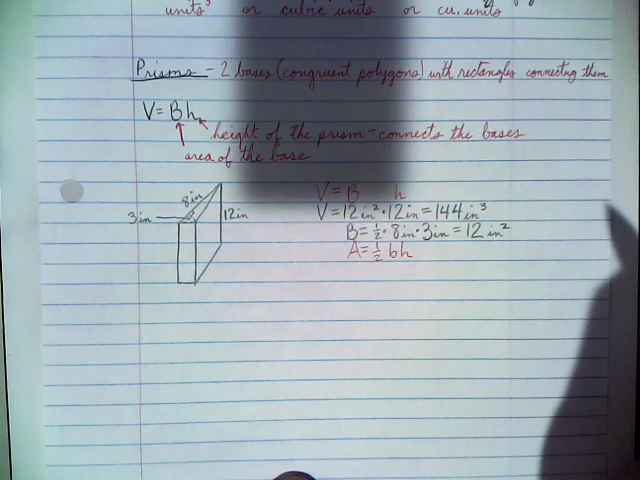 units³ or cubic units or cu. units
Prisms - 2 bases (congruent polygons) with rectangles connecting them
V = Bh
height of the prism - connects the bases
area of the base
8in
3in
12in
V = B h
V = 12in² · 12in = 144in³
B = ½ · 8in · 3in = 12in²
A = ½ bh